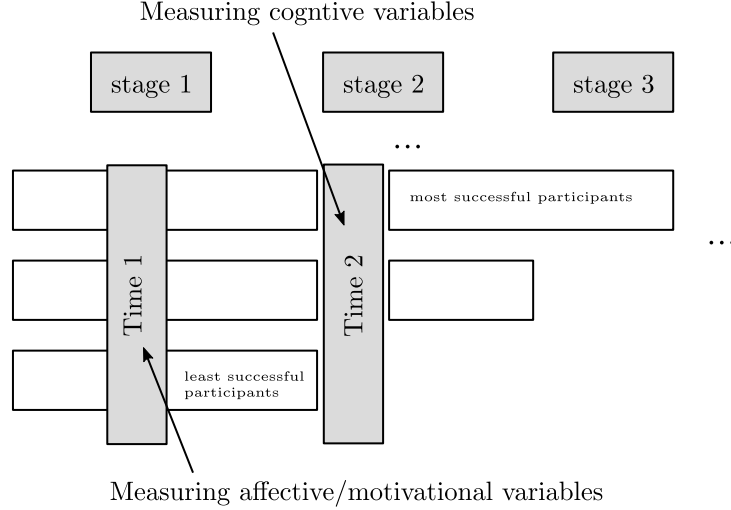 Measuring cogntive variables
stage 1
stage 2
stage 3
...
most successful participants
...
Time 1
Time 2
least successful
participants
Measuring affective/motivational variables